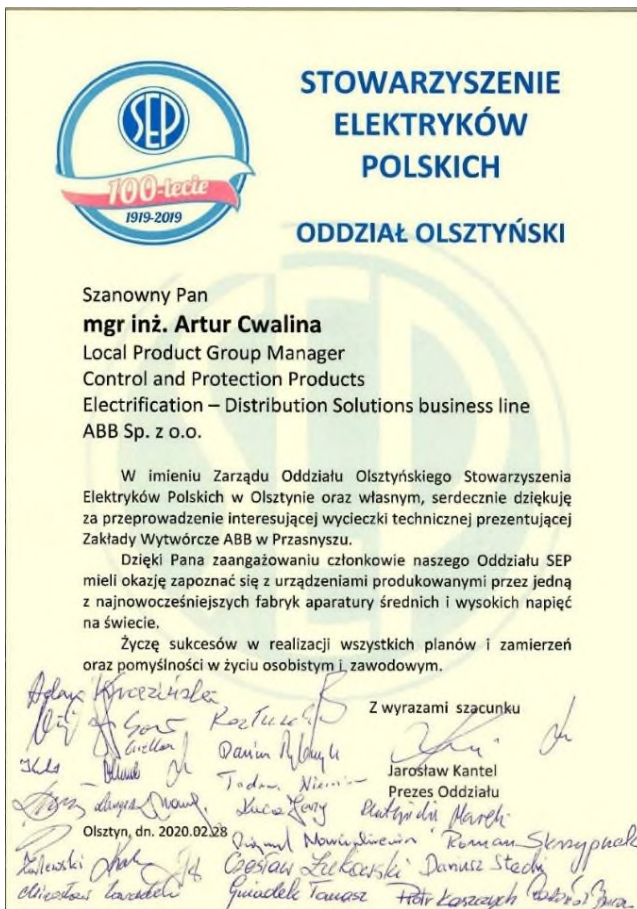 SEP
100-lecie
1919-2019
STOWARZYSZENIE
ELEKTRYKÓW
POLSKICH
ODDZIAŁ OLSZTYŃSKI
Szanowny Pan
mgr inż. Artur Cwalina
Local Product Group Manager
Control and Protection Products
Electrification – Distribution Solutions business line
ABB Sp. z o.o.
W imieniu Zarządu Oddziału Olsztyńskiego Stowarzyszenia
Elektryków Polskich w Olsztynie oraz własnym, serdecznie dziękuję
za przeprowadzenie interesującej wycieczki technicznej prezentującej
Zakłady Wytwórcze ABB w Przasnyszu.
Dzięki Pana zaangażowaniu członkowie naszego Oddziału SEP
mieli okazję zapoznać się z urządzeniami produkowanymi przez jedną
z najnowocześniejszych fabryk aparatury średnich i wysokich napięć
na świecie.
Życzę sukcesów w realizacji wszystkich planów i zamierzeń
oraz pomyślności w życiu osobistym i zawodowym.
Z wyrazami szacunku
Jarosław Kantel
Prezes Oddziału
Marek
Olsztyn, dn. 2020.02.28
Roman Skrzypek
Czesław Żukowski Dariusz
Tomasz Piotr